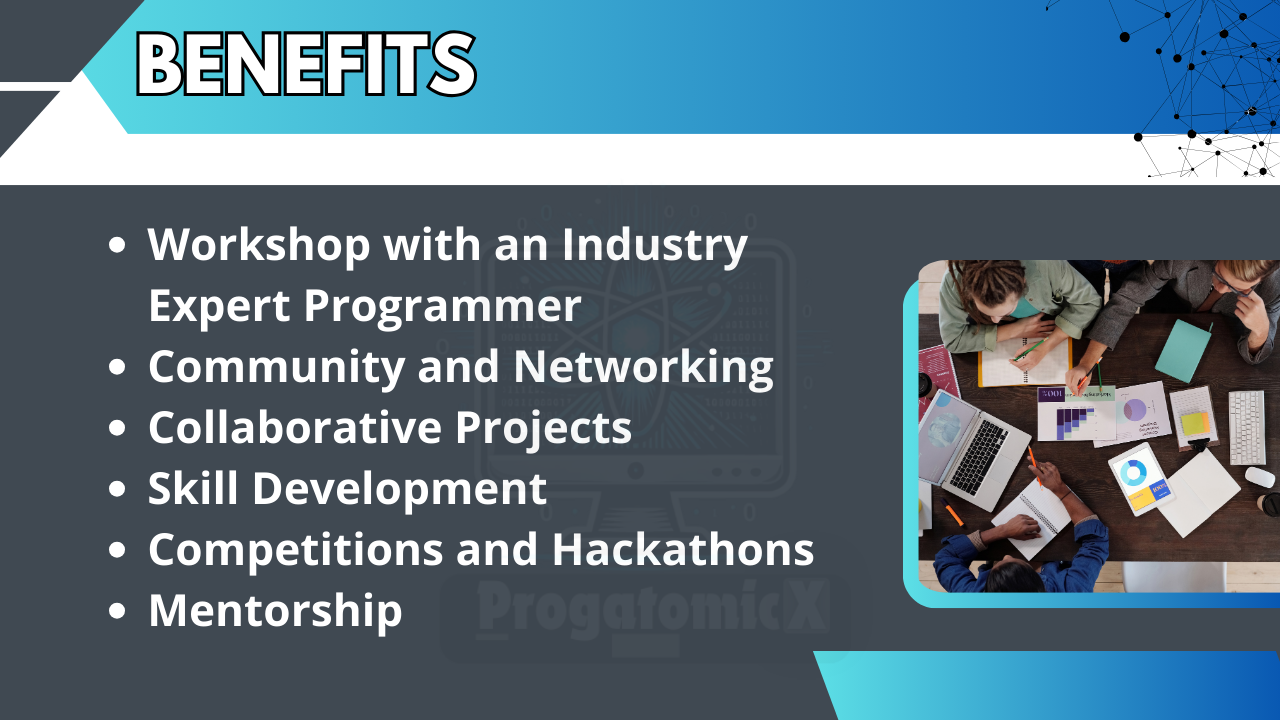 BENEFITS
• Workshop with an Industry
Expert Programmer
• Community and Networking
• Collaborative Projects
• Skill Development
• Competitions and Hackathons
• Mentorship
ProgatomicX